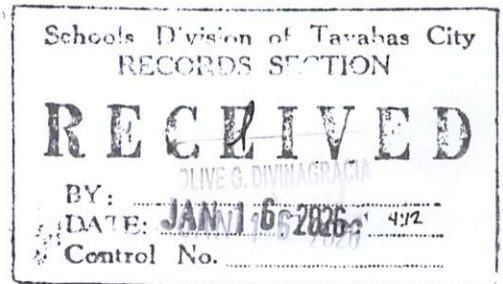 Schools Division of Tayabas City
RECORDS SECTION
RECEIVED
OLIVE G. DIVINAGRACIA
BY:
DATE: JAN 16 2026 4:12
Control No.